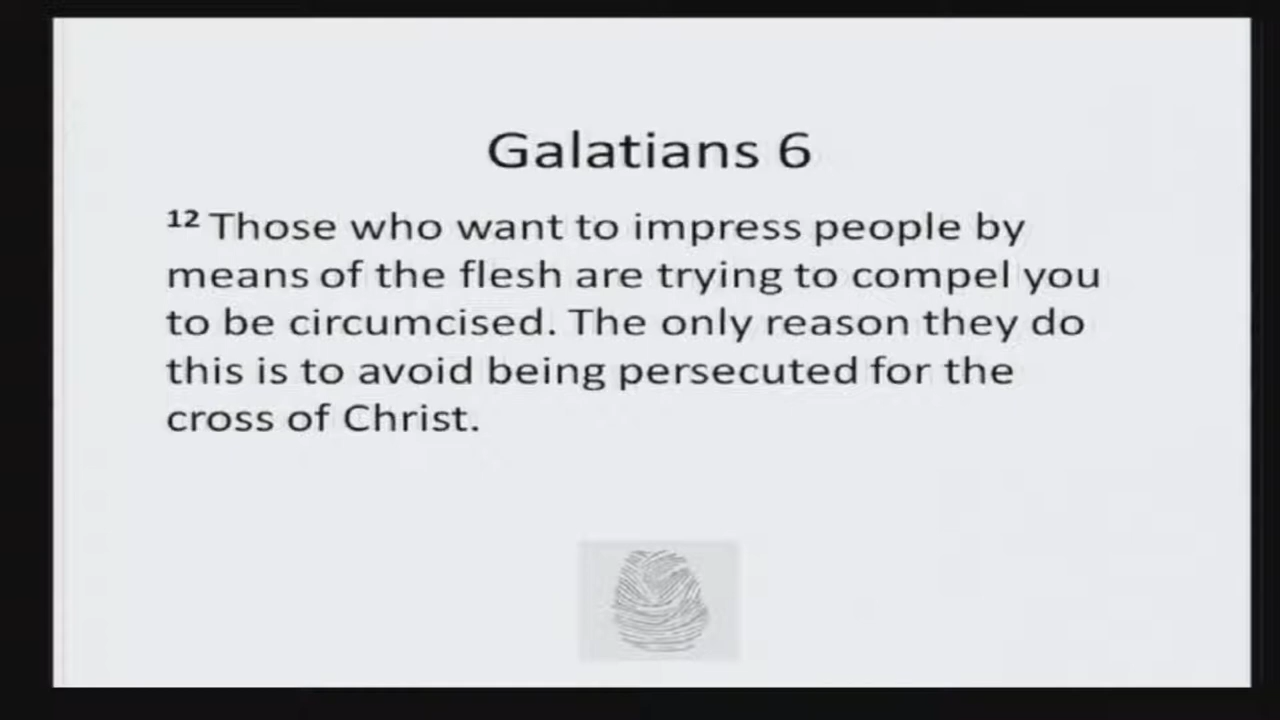 Galatians 6
12 Those who want to impress people by
means of the flesh are trying to compel you
to be circumcised. The only reason they do
this is to avoid being persecuted for the
cross of Christ.